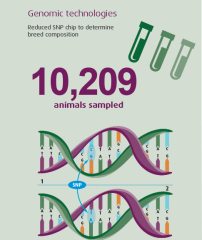 Genomic technologies
Reduced SNP chip to determine
breed composition
10,209
animals sampled
1
SNP
2